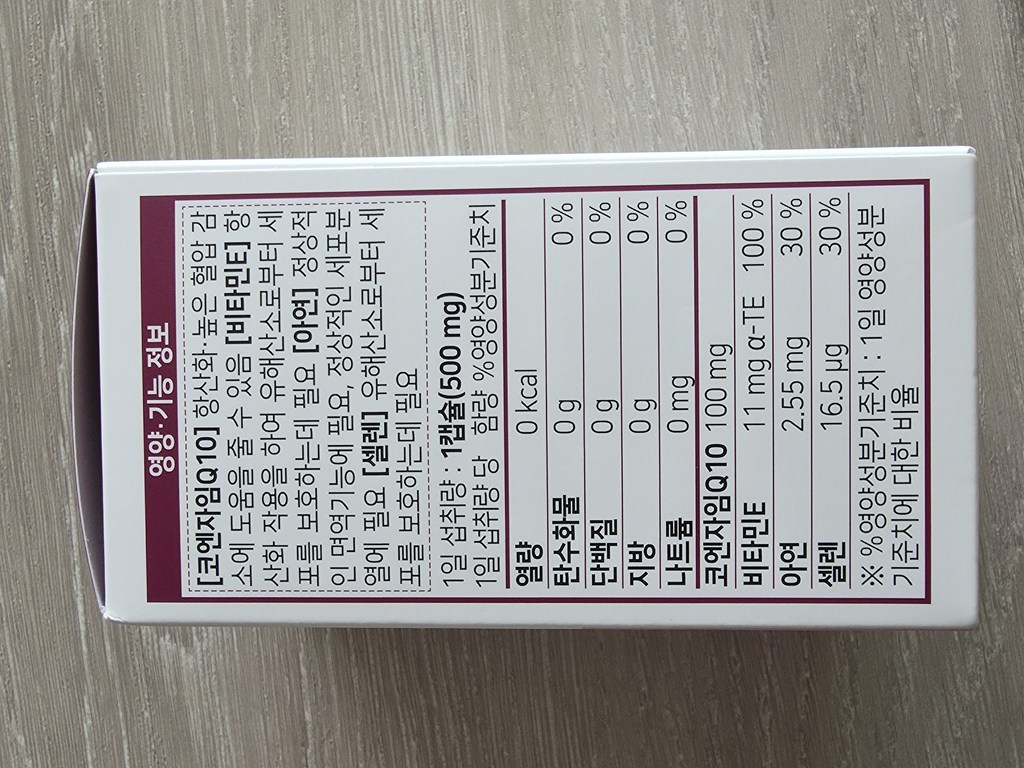 영양·기능 정보
[코엔자임Q10] 항산화·높은 혈압 감
소에 도움을 줄 수 있음 [비타민E] 항
산화 작용을 하여 유해산소로부터 세
포를 보호하는데 필요 [아연] 정상적
인 면역기능에 필요, 정상적인 세포분
열에 필요 [셀렌] 유해산소로부터 세
포를 보호하는데 필요
1일 섭취량 : 1캡슐(500 mg)
1일 섭취량 당 함량 %영양성분기준치
열량 0 kcal
탄수화물 0 g 0 %
단백질 0 g 0 %
지방 0 g 0 %
나트륨 0 mg 0 %
코엔자임Q10 100 mg
비타민E 11 mg α-TE 100 %
아연 2.55 mg 30 %
셀렌 16.5 μg 30 %
※ %영양성분기준치 : 1일 영양성분
기준치에 대한 비율